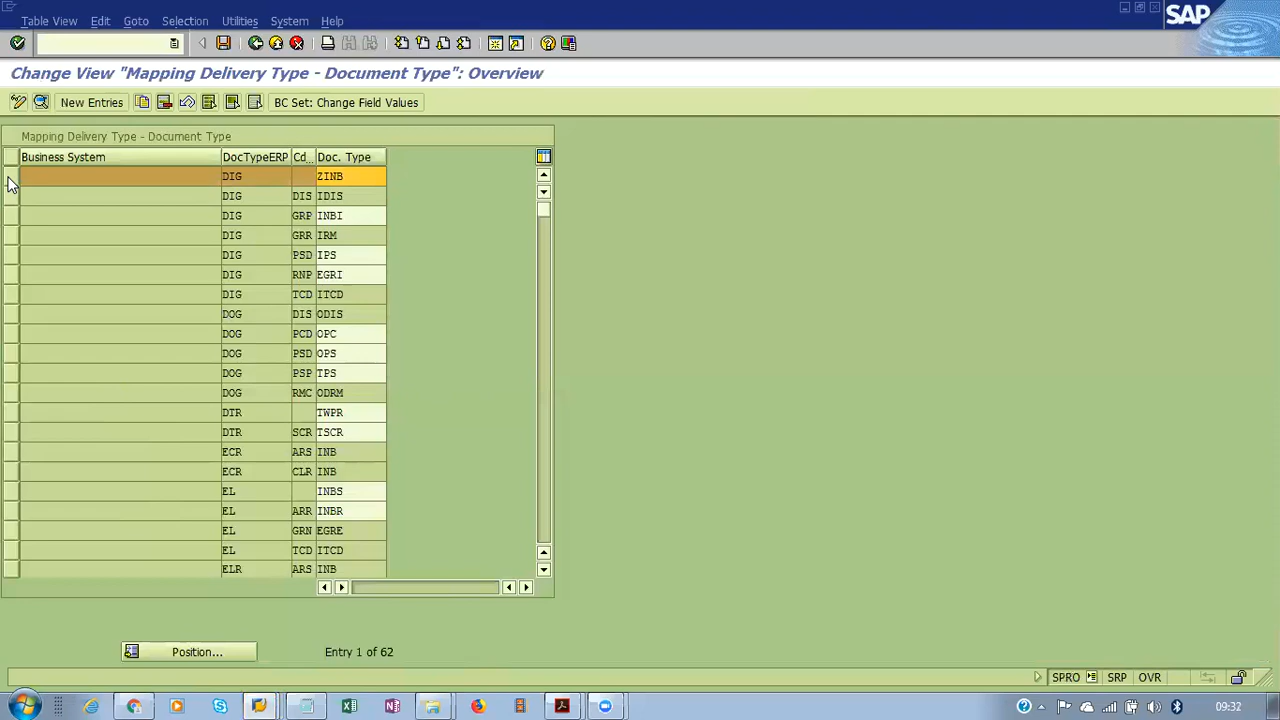 Table View Edit Goto Selection Utilities System Help
SAP
Change View "Mapping Delivery Type - Document Type": Overview
New Entries BC Set: Change Field Values
Mapping Delivery Type - Document Type
Business System DocTypeERP Cd... Doc. Type
DIG ZINB
DIG DIS IDIS
DIG GRP INBI
DIG GRR IRM
DIG PSD IPS
DIG RNP EGRI
DIG TCD ITCD
DOG DIS ODIS
DOG PCD OPC
DOG PSD OPS
DOG PSP TPS
DOG RMC ODRM
DTR TWPR
DTR SCR TSCR
ECR ARS INB
ECR CLR INB
EL INBS
EL ARR INBR
EL GRN EGRE
EL TCD ITCD
ELR ARS INB
Position... Entry 1 of 62
SPRO SRP OVR
09:32